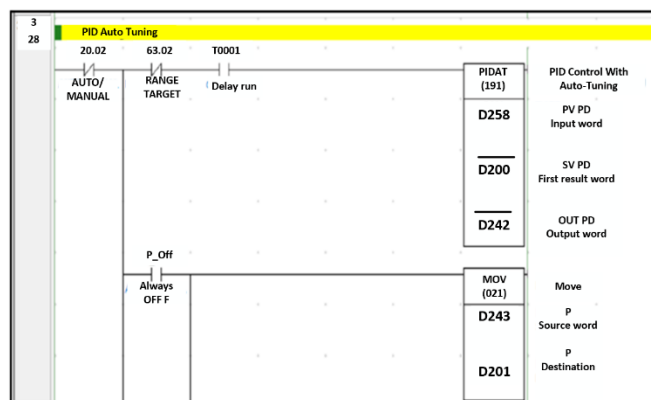 3
28
PID Auto Tuning
20.02
63.02
T0001
AUTO/
MANUAL
RANGE
TARGET
Delay run
PIDAT
(191)
PID Control With
Auto-Tuning
D258
PV PD
Input word
D200
SV PD
First result word
D242
OUT PD
Output word
P_Off
Always
OFF F
MOV
(021)
Move
D243
P
Source word
D201
P
Destination